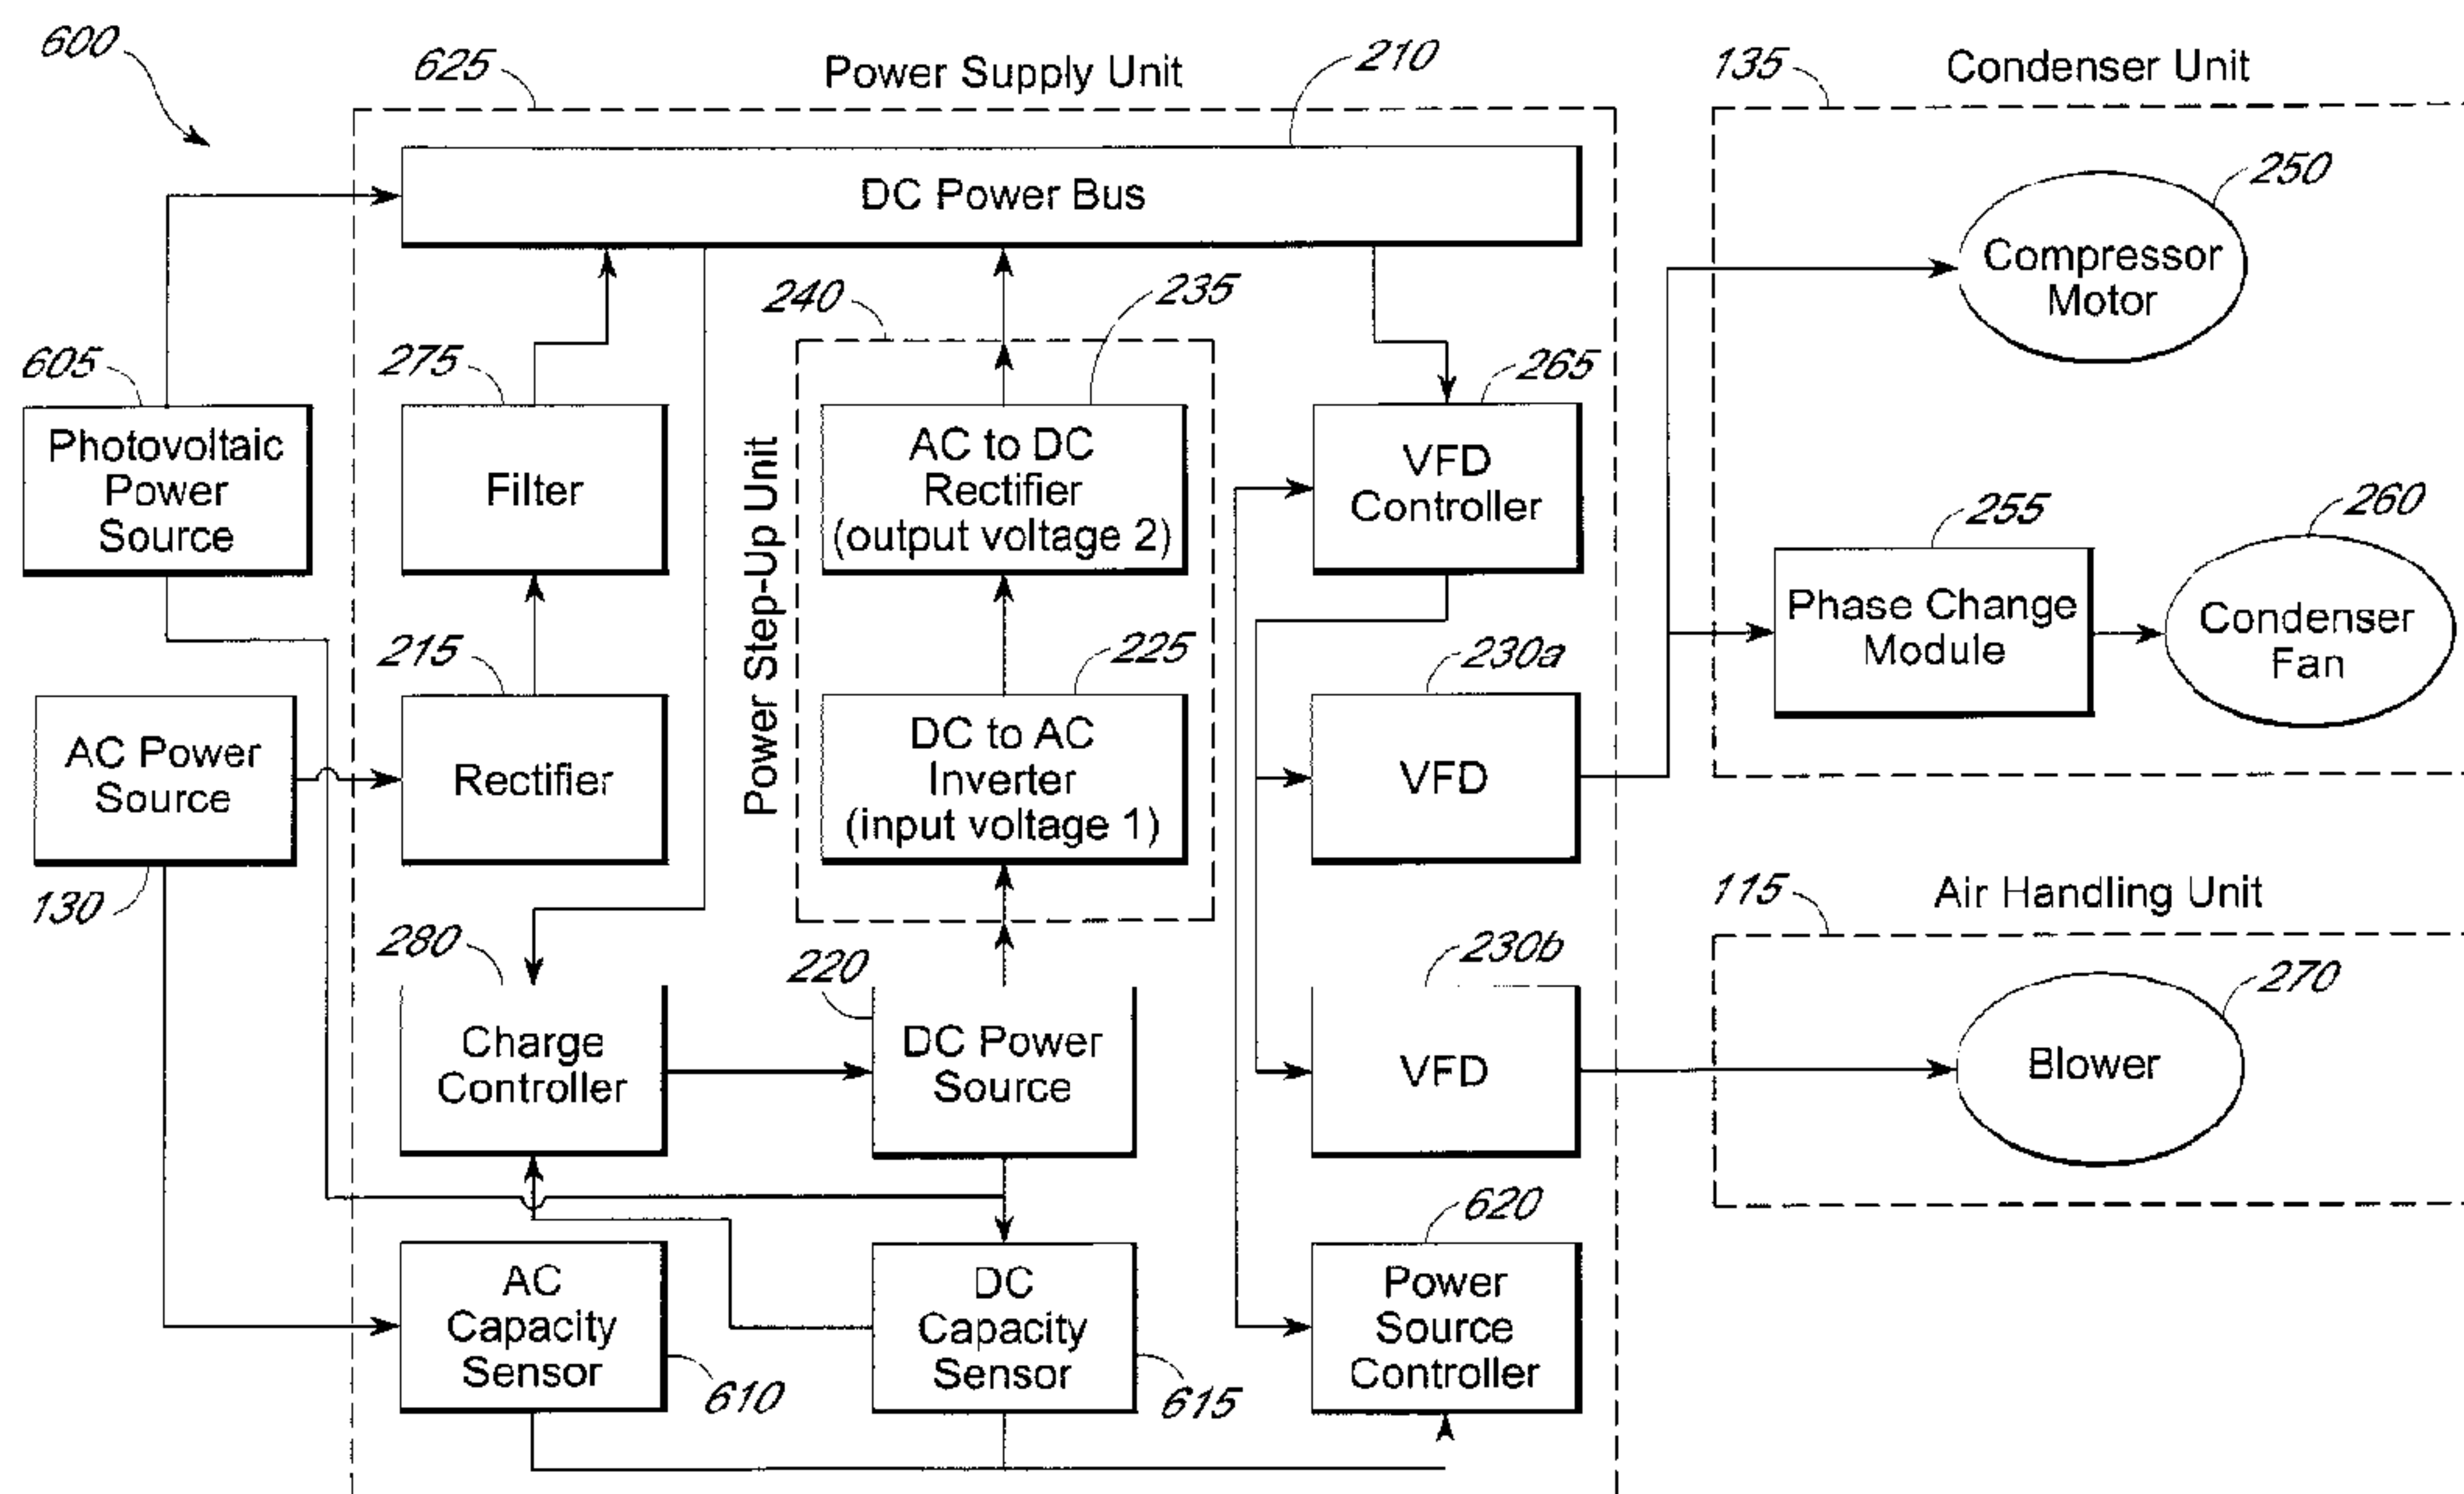 600
625
Power Supply Unit
210
135
Condenser Unit
DC Power Bus
250
Compressor
Motor
240
235
605
275
265
Photovoltaic
Power
Source
Filter
Power Step-Up Unit
AC to DC
Rectifier
(output voltage 2)
VFD
Controller
255
260
Phase Change
Module
Condenser
Fan
215
225
230a
AC Power
Source
Rectifier
DC to AC
Inverter
(input voltage 1)
VFD
130
115
Air Handling Unit
280
220
230b
270
Charge
Controller
DC Power
Source
VFD
Blower
620
AC
Capacity
Sensor
DC
Capacity
Sensor
Power
Source
Controller
610
615